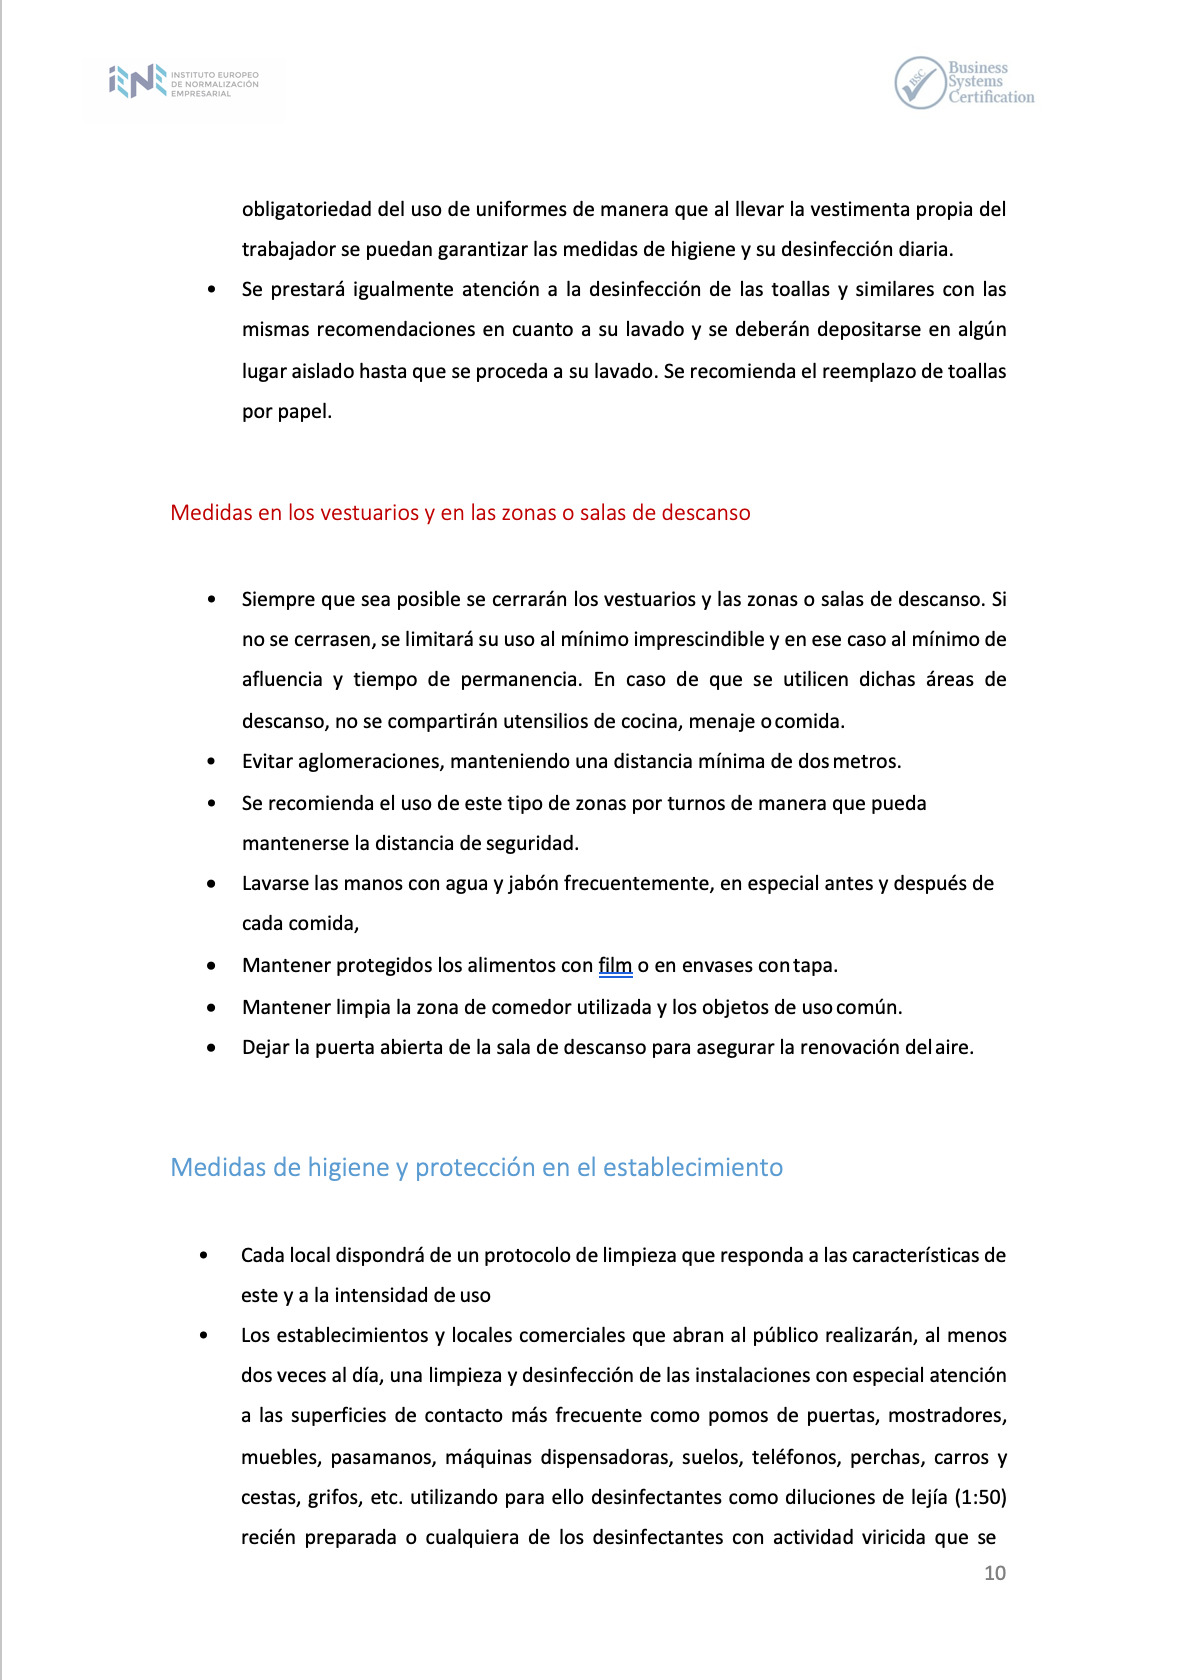 INSTITUTO EUROPEO
DE NORMALIZACIÓN
EMPRESARIAL
Business
Systems
Certification
BSC
obligatoriedad del uso de uniformes de manera que al llevar la vestimenta propia del
trabajador se puedan garantizar las medidas de higiene y su desinfección diaria.
• Se prestará igualmente atención a la desinfección de las toallas y similares con las
mismas recomendaciones en cuanto a su lavado y se deberán depositarse en algún
lugar aislado hasta que se proceda a su lavado. Se recomienda el reemplazo de toallas
por papel.
Medidas en los vestuarios y en las zonas o salas de descanso
• Siempre que sea posible se cerrarán los vestuarios y las zonas o salas de descanso. Si
no se cerrasen, se limitará su uso al mínimo imprescindible y en ese caso al mínimo de
afluencia y tiempo de permanencia. En caso de que se utilicen dichas áreas de
descanso, no se compartirán utensilios de cocina, menaje o comida.
• Evitar aglomeraciones, manteniendo una distancia mínima de dos metros.
• Se recomienda el uso de este tipo de zonas por turnos de manera que pueda
mantenerse la distancia de seguridad.
• Lavarse las manos con agua y jabón frecuentemente, en especial antes y después de
cada comida,
• Mantener protegidos los alimentos con film o en envases con tapa.
• Mantener limpia la zona de comedor utilizada y los objetos de uso común.
• Dejar la puerta abierta de la sala de descanso para asegurar la renovación del aire.
Medidas de higiene y protección en el establecimiento
• Cada local dispondrá de un protocolo de limpieza que responda a las características de
este y a la intensidad de uso
• Los establecimientos y locales comerciales que abran al público realizarán, al menos
dos veces al día, una limpieza y desinfección de las instalaciones con especial atención
a las superficies de contacto más frecuente como pomos de puertas, mostradores,
muebles, pasamanos, máquinas dispensadoras, suelos, teléfonos, perchas, carros y
cestas, grifos, etc. utilizando para ello desinfectantes como diluciones de lejía (1:50)
recién preparada o cualquiera de los desinfectantes con actividad viricida que se
10